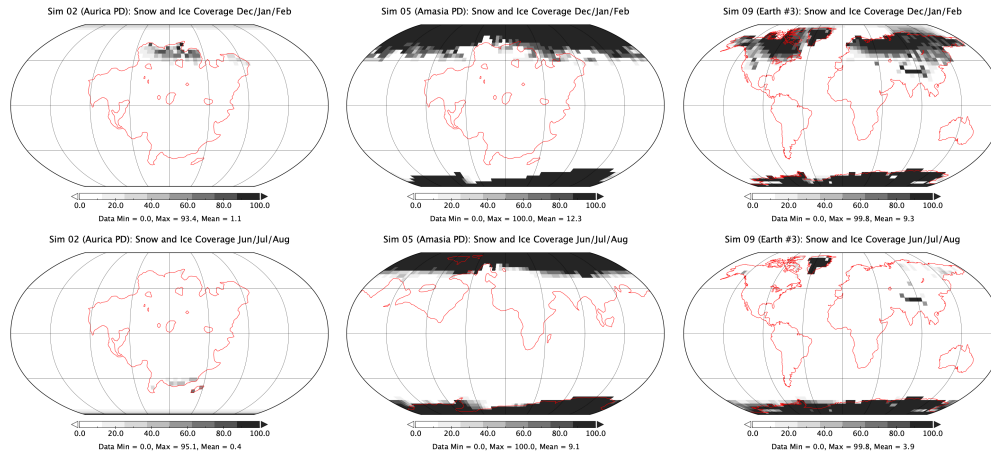 Sim 02 (Aurica PD): Snow and Ice Coverage Dec/Jan/Feb
Sim 05 (Amasia PD): Snow and Ice Coverage Dec/Jan/Feb
Sim 09 (Earth #3): Snow and Ice Coverage Dec/Jan/Feb
0.0 20.0 40.0 60.0 80.0 100.0
0.0 20.0 40.0 60.0 80.0 100.0
0.0 20.0 40.0 60.0 80.0 100.0
Data Min = 0.0, Max = 93.4, Mean = 1.1
Data Min = 0.0, Max = 100.0, Mean = 12.3
Data Min = 0.0, Max = 99.8, Mean = 9.3
Sim 02 (Aurica PD): Snow and Ice Coverage Jun/Jul/Aug
Sim 05 (Amasia PD): Snow and Ice Coverage Jun/Jul/Aug
Sim 09 (Earth #3): Snow and Ice Coverage Jun/Jul/Aug
0.0 20.0 40.0 60.0 80.0 100.0
0.0 20.0 40.0 60.0 80.0 100.0
0.0 20.0 40.0 60.0 80.0 100.0
Data Min = 0.0, Max = 95.1, Mean = 0.4
Data Min = 0.0, Max = 100.0, Mean = 9.1
Data Min = 0.0, Max = 99.8, Mean = 3.9